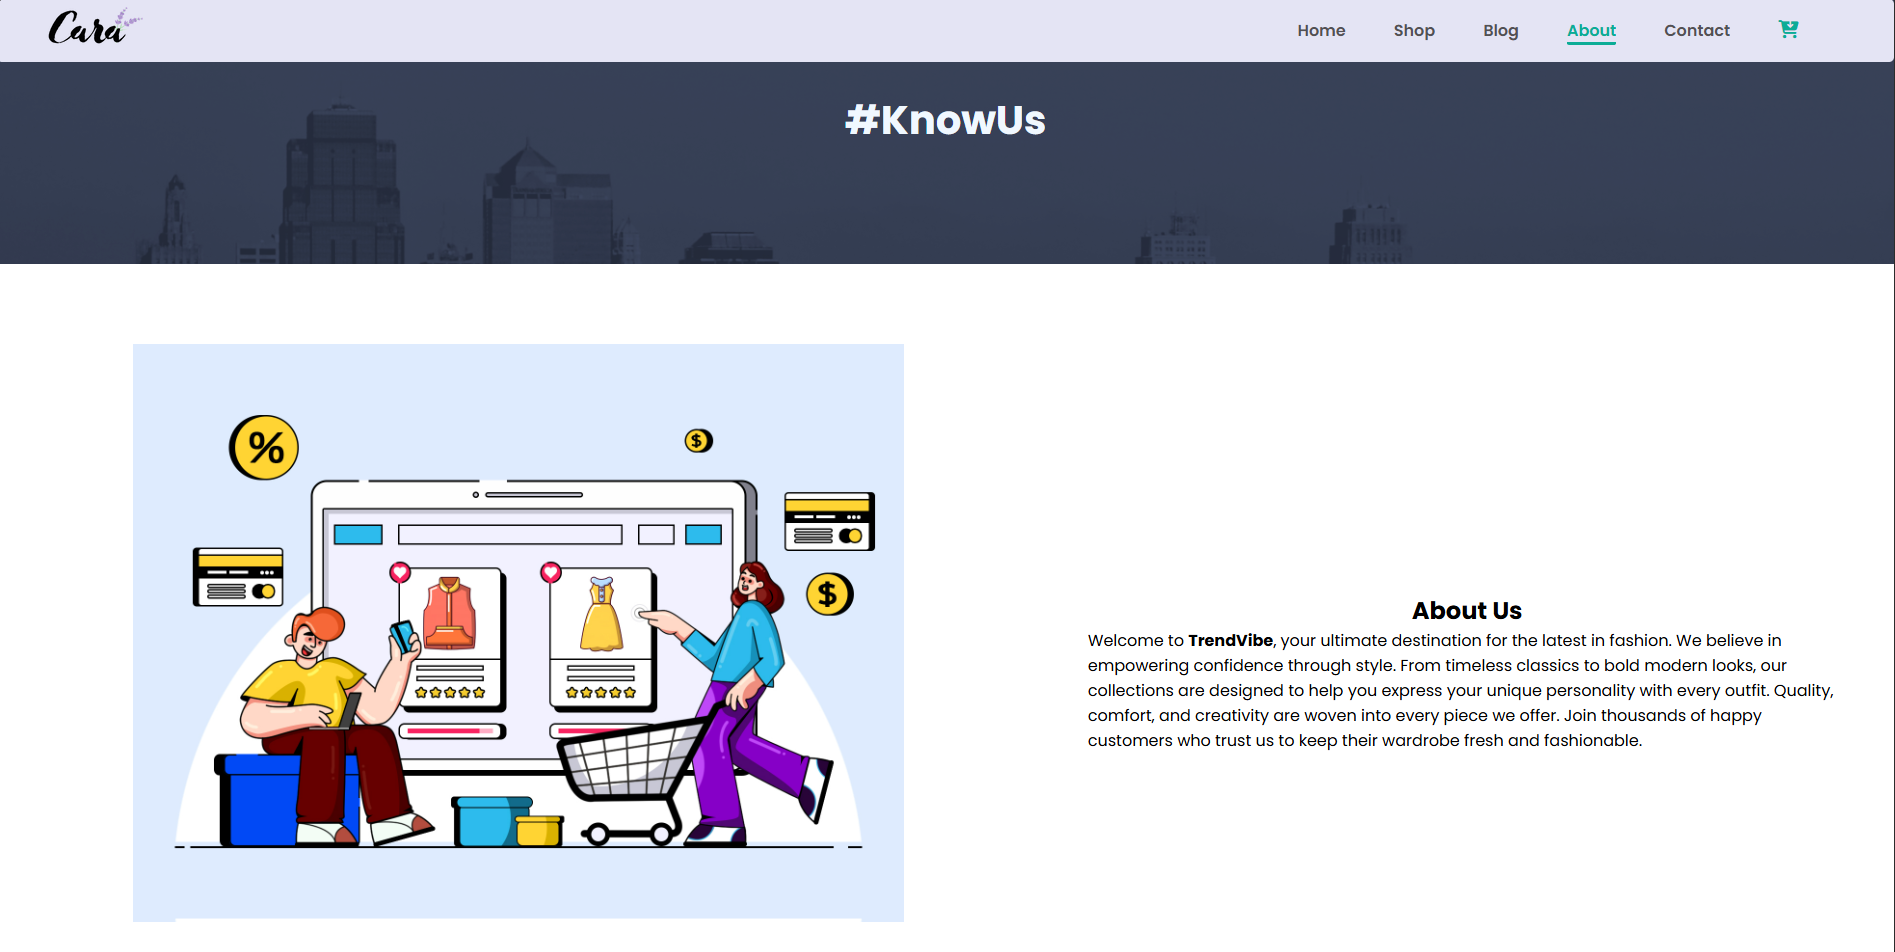 Cara
Home Shop Blog About Contact
#KnowUs
%
$
$
About Us
Welcome to TrendVibe, your ultimate destination for the latest in fashion. We believe in
empowering confidence through style. From timeless classics to bold modern looks, our
collections are designed to help you express your unique personality with every outfit. Quality,
comfort, and creativity are woven into every piece we offer. Join thousands of happy
customers who trust us to keep their wardrobe fresh and fashionable.